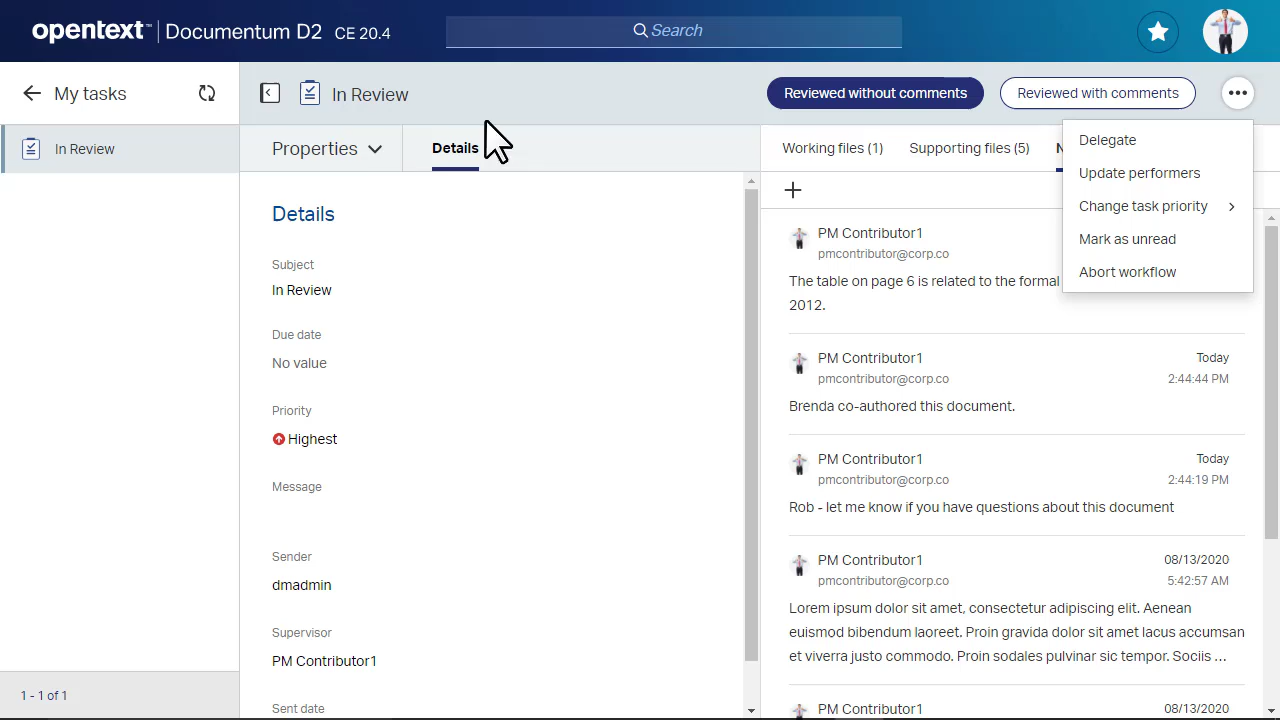 opentext™ | Documentum D2 CE 20.4
Search
My tasks
In Review
Reviewed without comments
Reviewed with comments
In Review
Properties
Details
Working files (1)
Supporting files (5)
Delegate
Update performers
Change task priority
Mark as unread
Abort workflow
Details
Subject
In Review
Due date
No value
Priority
Highest
Message
Sender
dmadmin
Supervisor
PM Contributor1
Sent date
PM Contributor1
pmcontributor@corp.co
The table on page 6 is related to the formal
2012.
PM Contributor1
Today
pmcontributor@corp.co
2:44:44 PM
Brenda co-authored this document.
PM Contributor1
Today
pmcontributor@corp.co
2:44:19 PM
Rob - let me know if you have questions about this document
PM Contributor1
08/13/2020
pmcontributor@corp.co
5:42:57 AM
Lorem ipsum dolor sit amet, consectetur adipiscing elit. Aenean
euismod bibendum laoreet. Proin gravida dolor sit amet lacus accumsan
et viverra justo commodo. Proin sodales pulvinar sic tempor. Sociis ...
PM Contributor1
08/13/2020
1 - 1 of 1